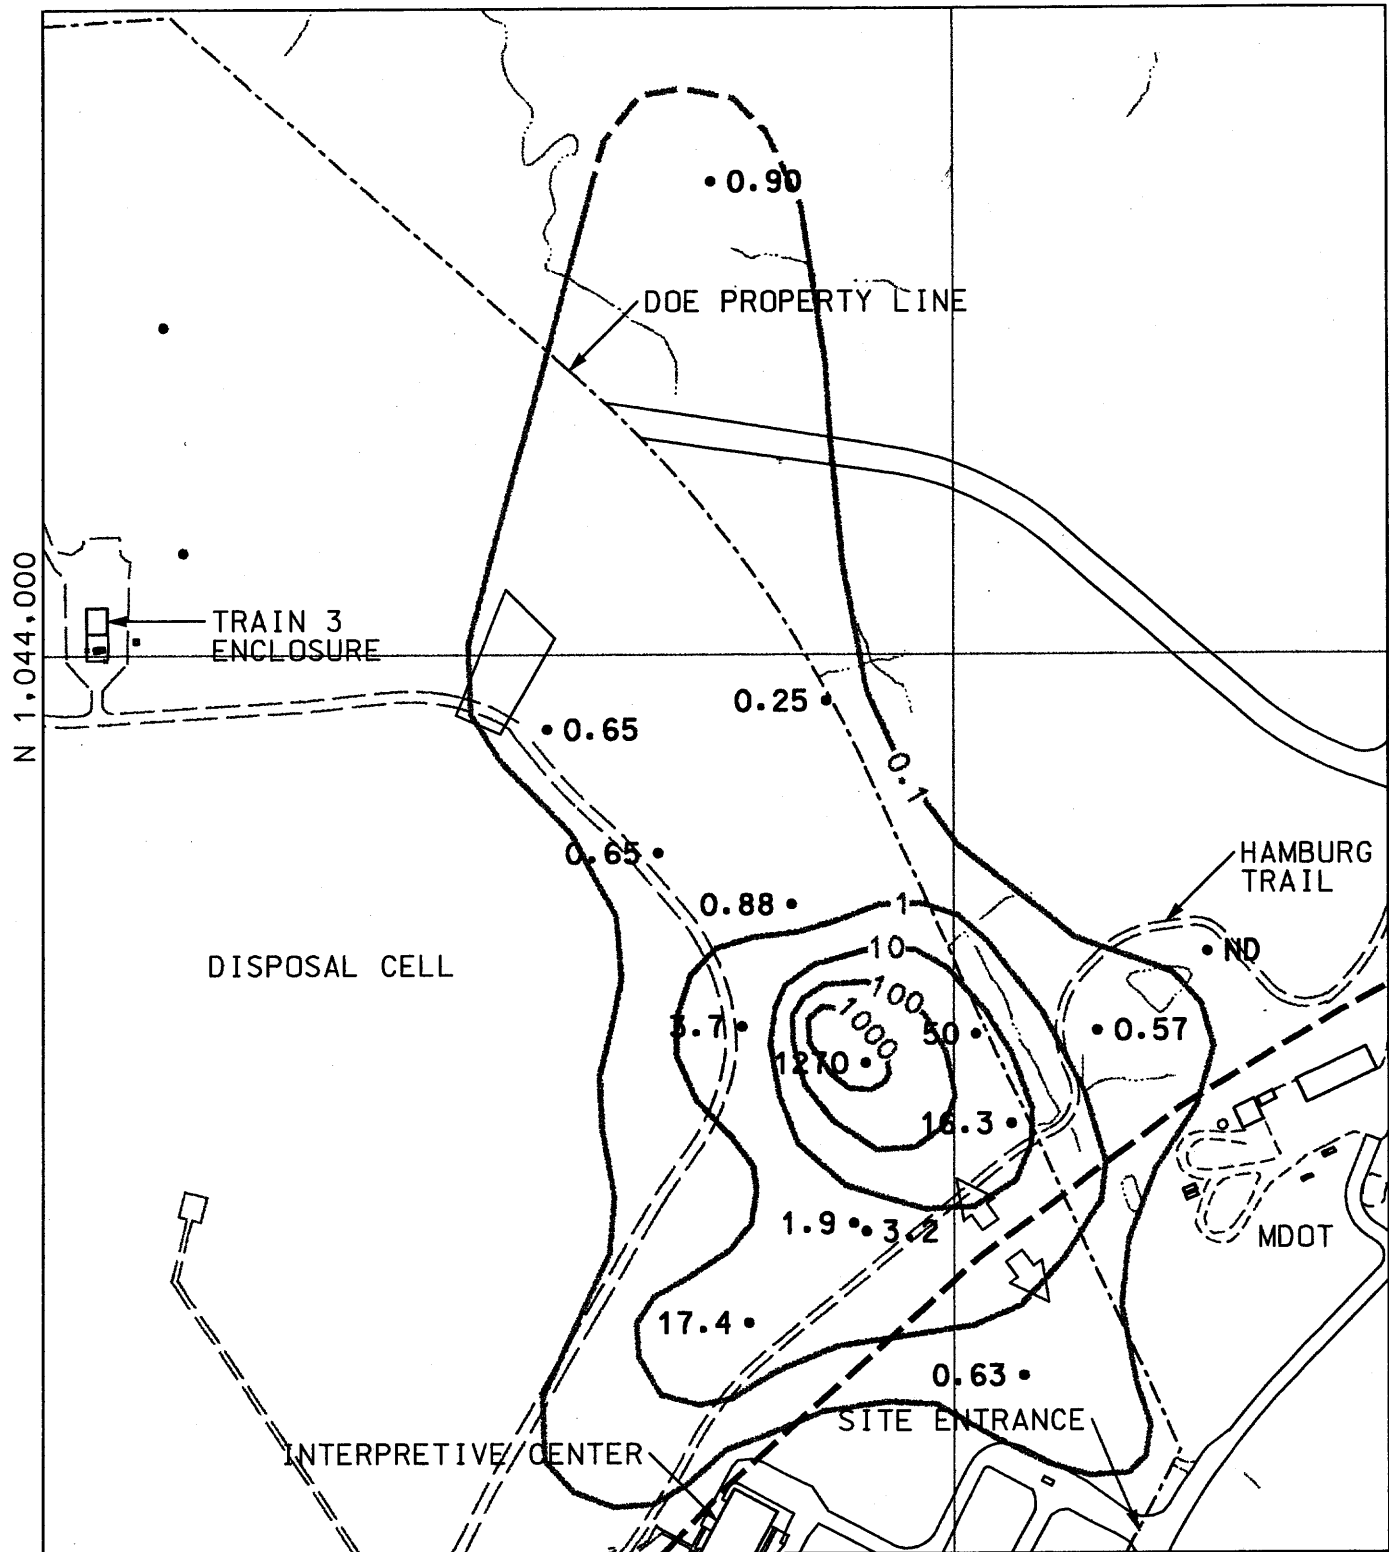 0.90
DOE PROPERTY LINE
N 1,044,000
TRAIN 3
ENCLOSURE
0.25
0.65
0.1
0.65
HAMBURG
TRAIL
0.88
1
10
ND
DISPOSAL CELL
100
1000
3.7
50
0.57
1270
16.3
1.9
3.2
MDOT
17.4
0.63
SITE ENTRANCE
INTERPRETIVE CENTER